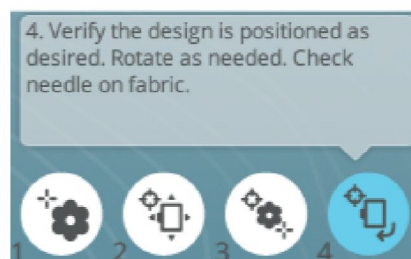 4. Verify the design is positioned as
desired. Rotate as needed. Check
needle on fabric.
1 2 3 4